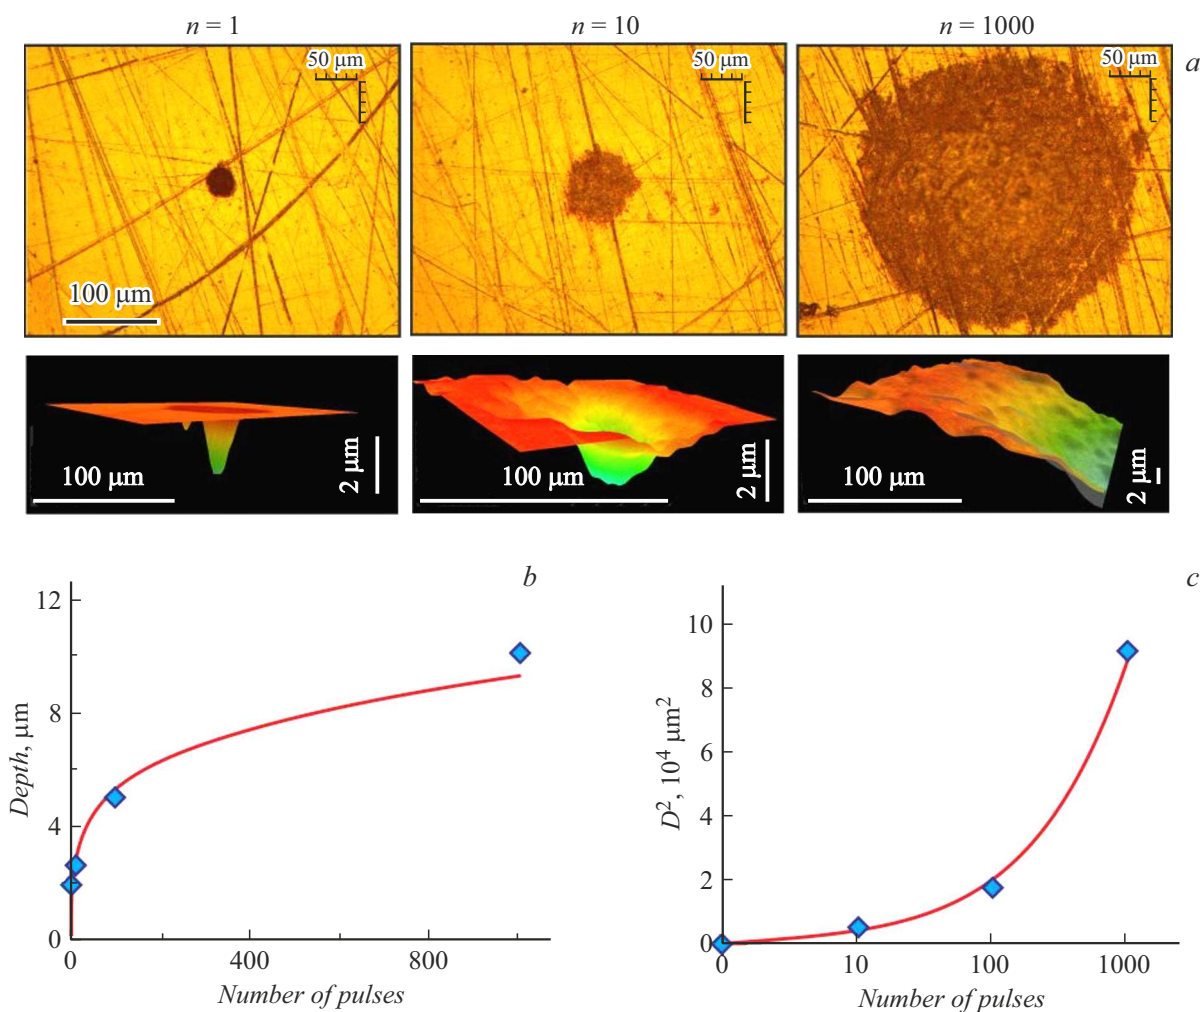 n = 1
n = 10
n = 1000
a
50 μm
50 μm
50 μm
100 μm
100 μm
2 μm
100 μm
2 μm
100 μm
2 μm
b
12
8
4
0
Depth, μm
0
400
800
Number of pulses
c
10
8
6
4
2
0
D², 10⁴ μm²
0
10
100
1000
Number of pulses